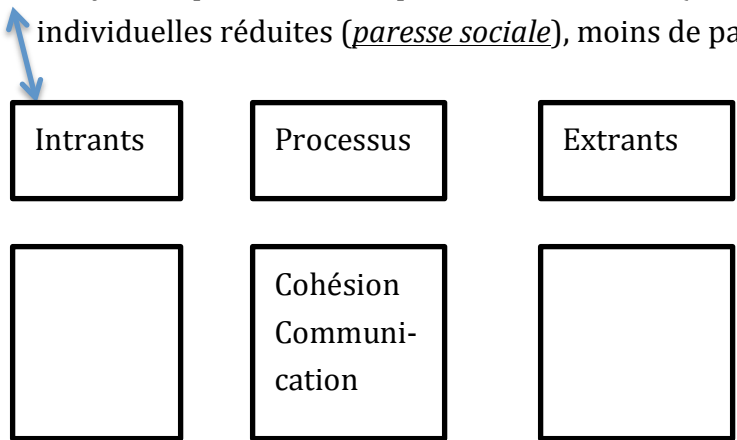 individuelles réduites (paresse sociale), moins de pa
Intrants
Processus
Extrants
Cohésion
Communi-
cation